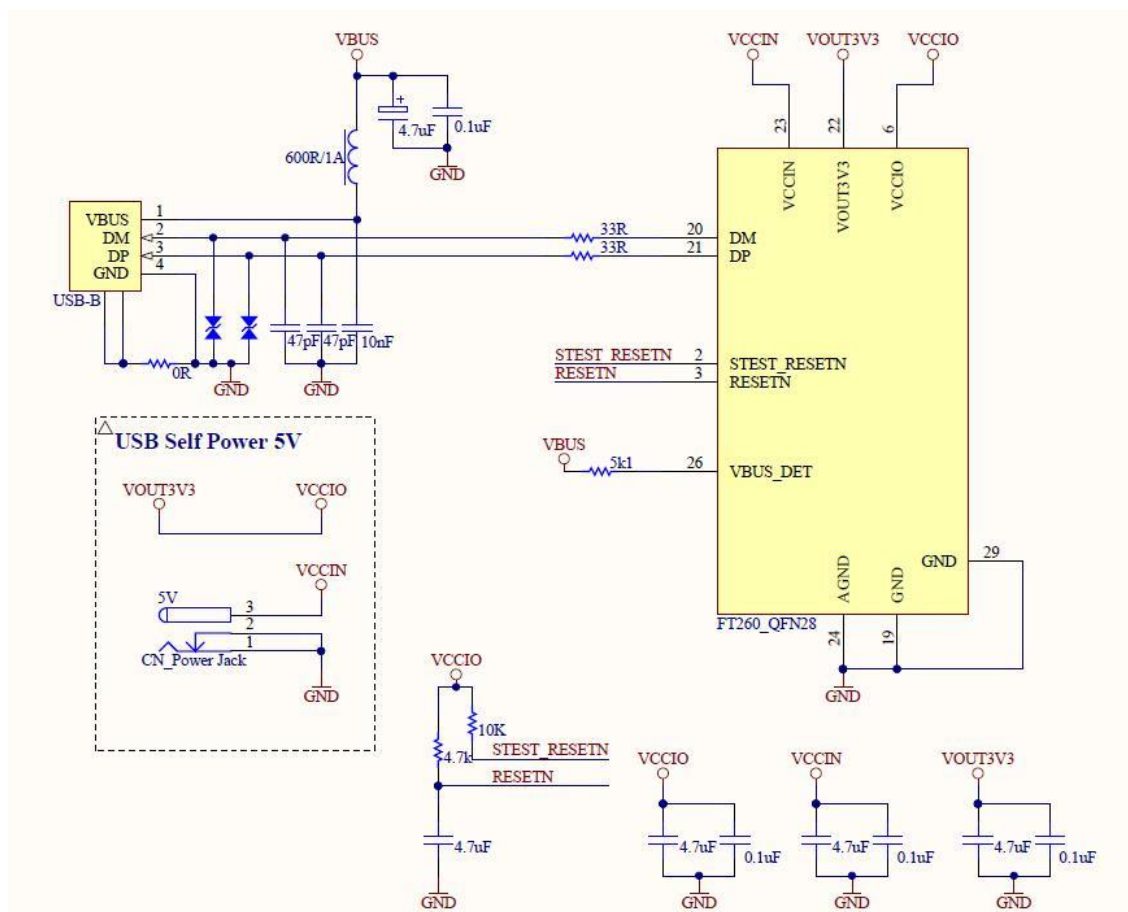 VBUS
VCCIN VOUT3V3 VCCIO
+
4.7uF 0.1uF
600R/1A
GND
23 22 6
VCCIN VOUT3V3 VCCIO
VBUS 1
DM 2 33R 20 DM
DP 3 33R 21 DP
GND 4
USB-B
47pF 47pF 10nF
0R
GND GND
STEST_RESETN 2 STEST_RESETN
RESETN 3 RESETN
USB Self Power 5V
VBUS
5k1 26 VBUS_DET
VOUT3V3 VCCIO
VCCIN
5V 3
2
1
CN_Power Jack
GND
GND 29
AGND GND
FT260_QFN28
24 19
GND
VCCIO
10K
4.7k STEST_RESETN
RESETN
4.7uF
GND
VCCIO VCCIN VOUT3V3
4.7uF 0.1uF 4.7uF 0.1uF 4.7uF 0.1uF
GND GND GND